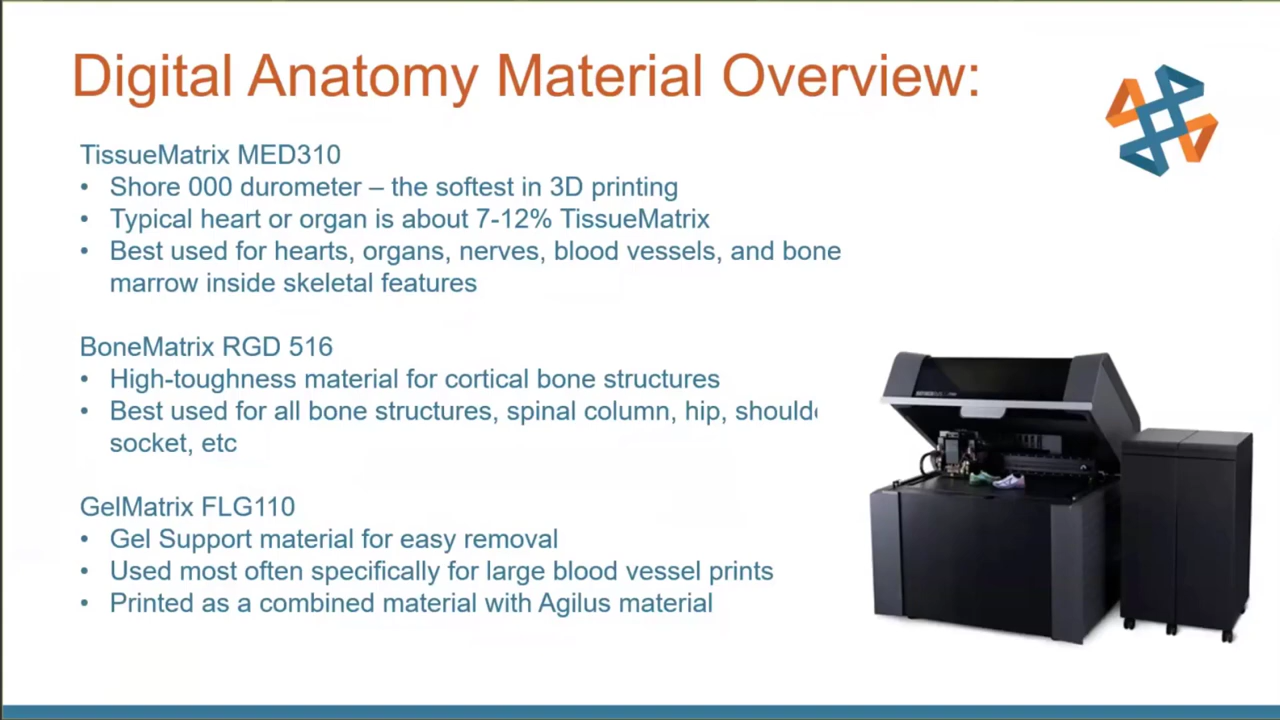 Digital Anatomy Material Overview:
TissueMatrix MED310
• Shore 000 durometer – the softest in 3D printing
• Typical heart or organ is about 7-12% TissueMatrix
• Best used for hearts, organs, nerves, blood vessels, and bone
marrow inside skeletal features
BoneMatrix RGD 516
• High-toughness material for cortical bone structures
• Best used for all bone structures, spinal column, hip,
socket, etc
GelMatrix FLG110
• Gel Support material for easy removal
• Used most often specifically for large blood vessel prints
• Printed as a combined material with Agilus material